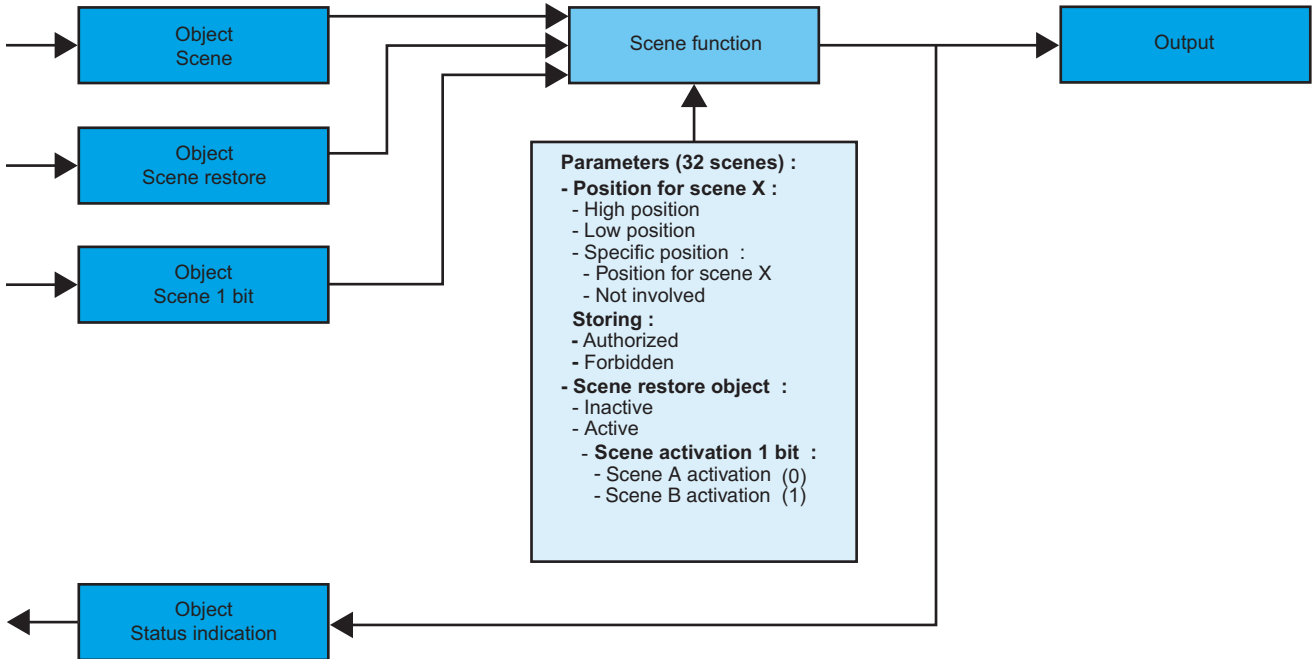 Object
Scene
Scene function
Output
Object
Scene restore
Object
Scene 1 bit
Parameters (32 scenes) :
- Position for scene X :
- High position
- Low position
- Specific position :
- Position for scene X
- Not involved
Storing :
- Authorized
- Forbidden
- Scene restore object :
- Inactive
- Active
- Scene activation 1 bit :
- Scene A activation (0)
- Scene B activation (1)
Object
Status indication